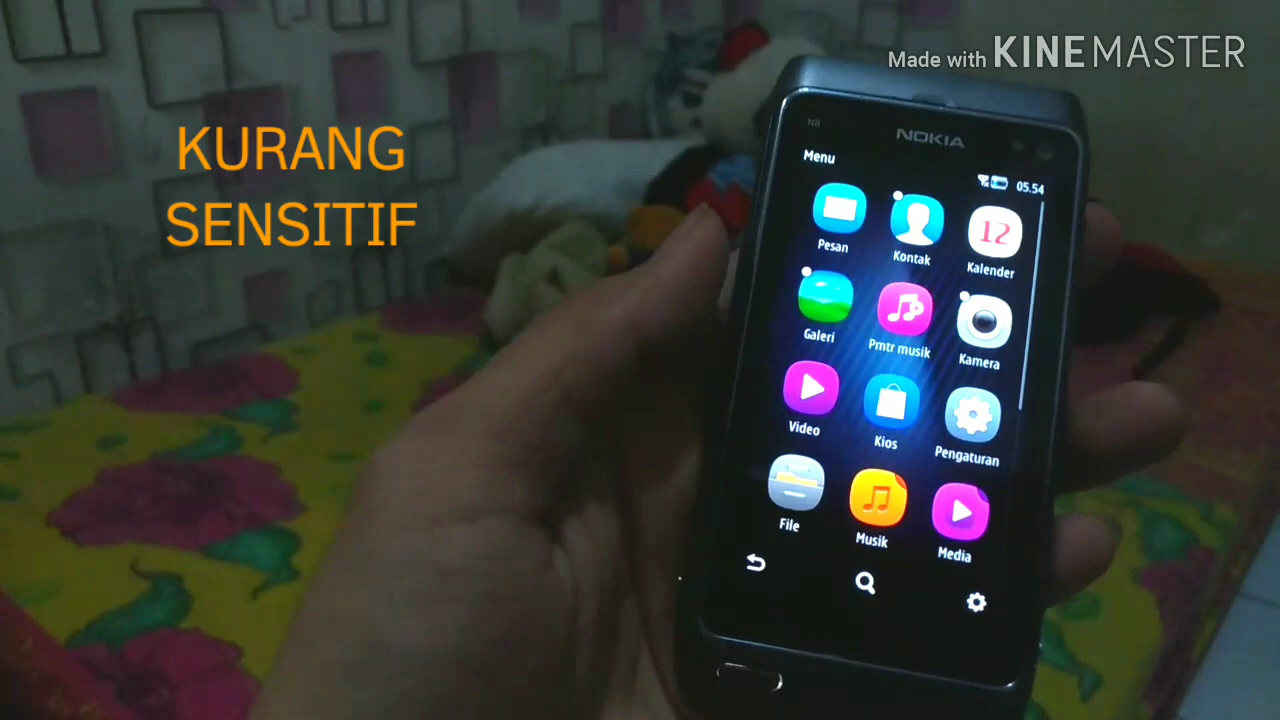 Made with KINEMASTER
KURANG
SENSITIF
N8
NOKIA
Menu
05.54
Pesan
Kontak
12
Kalender
Galeri
Pmtr musik
Kamera
Video
Kios
Pengaturan
File
Musik
Media